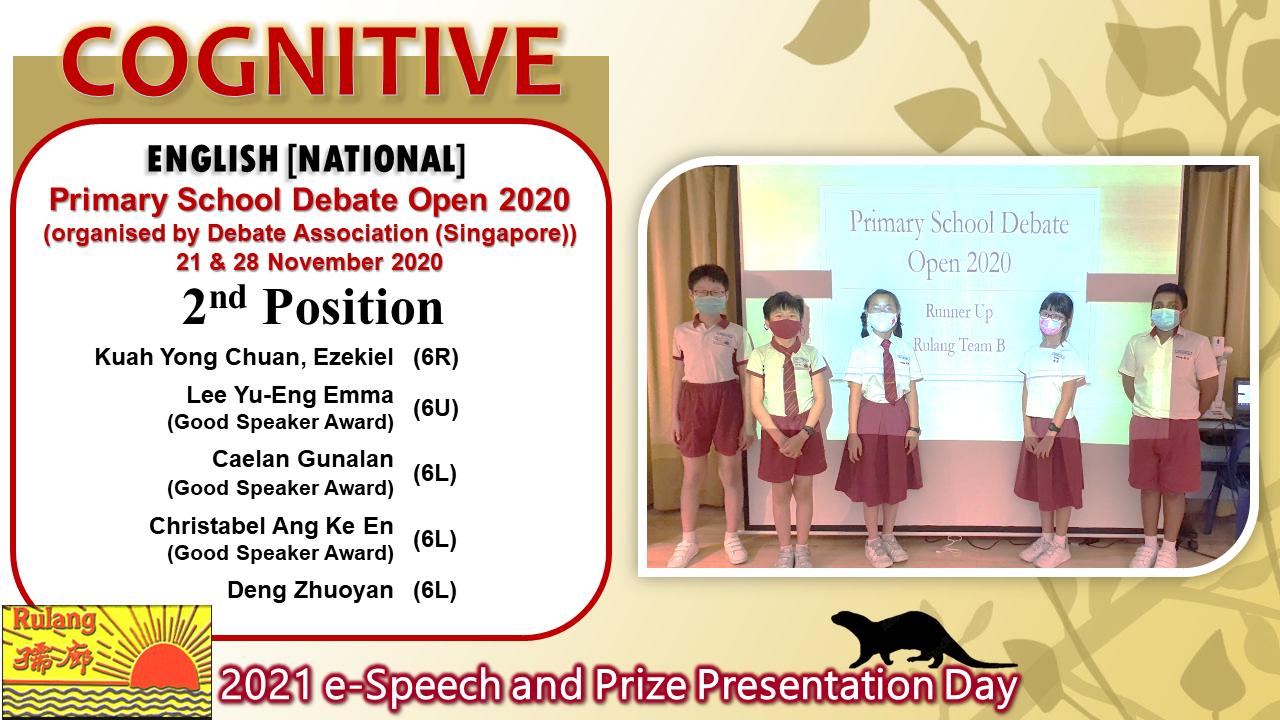 COGNITIVE
ENGLISH [NATIONAL]
Primary School Debate Open 2020
(organised by Debate Association (Singapore))
21 & 28 November 2020
2nd Position
Kuah Yong Chuan, Ezekiel (6R)
Lee Yu-Eng Emma
(Good Speaker Award) (6U)
Caelan Gunalan
(Good Speaker Award) (6L)
Christabel Ang Ke En
(Good Speaker Award) (6L)
Deng Zhuoyan (6L)
Primary School Debate
Open 2020
Runner Up
Rulang Team B
Rulang
孺廊
2021 e-Speech and Prize Presentation Day